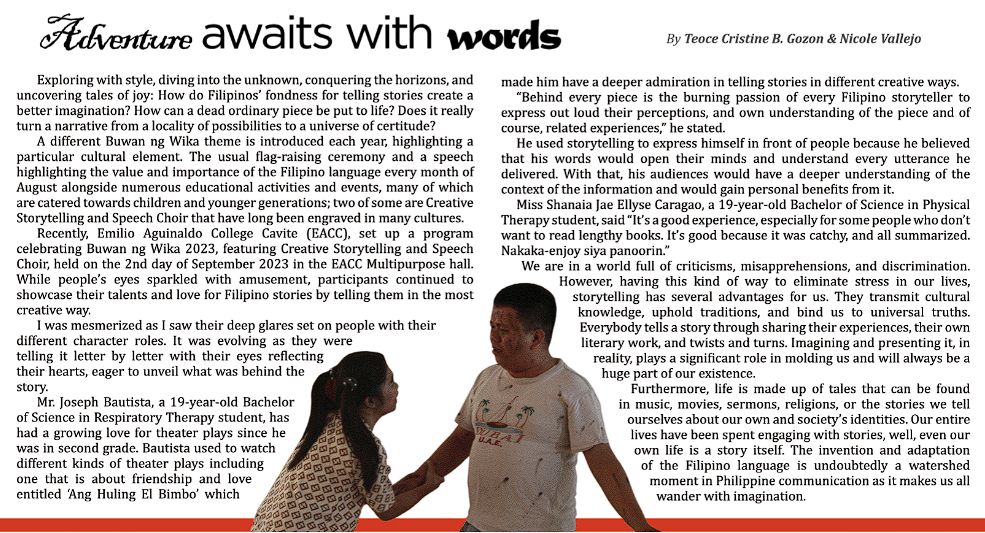 Adventure awaits with words
By Teoce Cristine B. Gozon & Nicole Vallejo
Exploring with style, diving into the unknown, conquering the horizons, and
uncovering tales of joy: How do Filipinos' fondness for telling stories create a
better imagination? How can a dead ordinary piece be put to life? Does it really
turn a narrative from a locality of possibilities to a universe of certitude?
A different Buwan ng Wika theme is introduced each year, highlighting a
particular cultural element. The usual flag-raising ceremony and a speech
highlighting the value and importance of the Filipino language every month of
August alongside numerous educational activities and events, many of which
are catered towards children and younger generations; two of some are Creative
Storytelling and Speech Choir that have long been engraved in many cultures.
Recently, Emilio Aguinaldo College Cavite (EACC), set up a program
celebrating Buwan ng Wika 2023, featuring Creative Storytelling and Speech
Choir, held on the 2nd day of September 2023 in the EACC Multipurpose hall.
While people's eyes sparkled with amusement, participants continued to
showcase their talents and love for Filipino stories by telling them in the most
creative way.
I was mesmerized as I saw their deep glares set on people with their
different character roles. It was evolving as they were
telling it letter by letter with their eyes reflecting
their hearts, eager to unveil what was behind the
story.
Mr. Joseph Bautista, a 19-year-old Bachelor
of Science in Respiratory Therapy student, has
had a growing love for theater plays since he
was in second grade. Bautista used to watch
different kinds of theater plays including
one that is about friendship and love
entitled 'Ang Huling El Bimbo' which
made him have a deeper admiration in telling stories in different creative ways.
"Behind every piece is the burning passion of every Filipino storyteller to
express out loud their perceptions, and own understanding of the piece and of
course, related experiences," he stated.
He used storytelling to express himself in front of people because he believed
that his words would open their minds and understand every utterance he
delivered. With that, his audiences would have a deeper understanding of the
context of the information and would gain personal benefits from it.
Miss Shanaia Jae Ellyse Caragao, a 19-year-old Bachelor of Science in Physical
Therapy student, said "It's a good experience, especially for some people who don't
want to read lengthy books. It's good because it was catchy, and all summarized.
Nakaka-enjoy siya panoorin."
We are in a world full of criticisms, misapprehensions, and discrimination.
However, having this kind of way to eliminate stress in our lives,
storytelling has several advantages for us. They transmit cultural
knowledge, uphold traditions, and bind us to universal truths.
Everybody tells a story through sharing their experiences, their own
literary work, and twists and turns. Imagining and presenting it, in
reality, plays a significant role in molding us and will always be a
huge part of our existence.
Furthermore, life is made up of tales that can be found
in music, movies, sermons, religions, or the stories we tell
ourselves about our own and society's identities. Our entire
lives have been spent engaging with stories, well, even our
own life is a story itself. The invention and adaptation
of the Filipino language is undoubtedly a watershed
moment in Philippine communication as it makes us all
wander with imagination.
U.A.E.